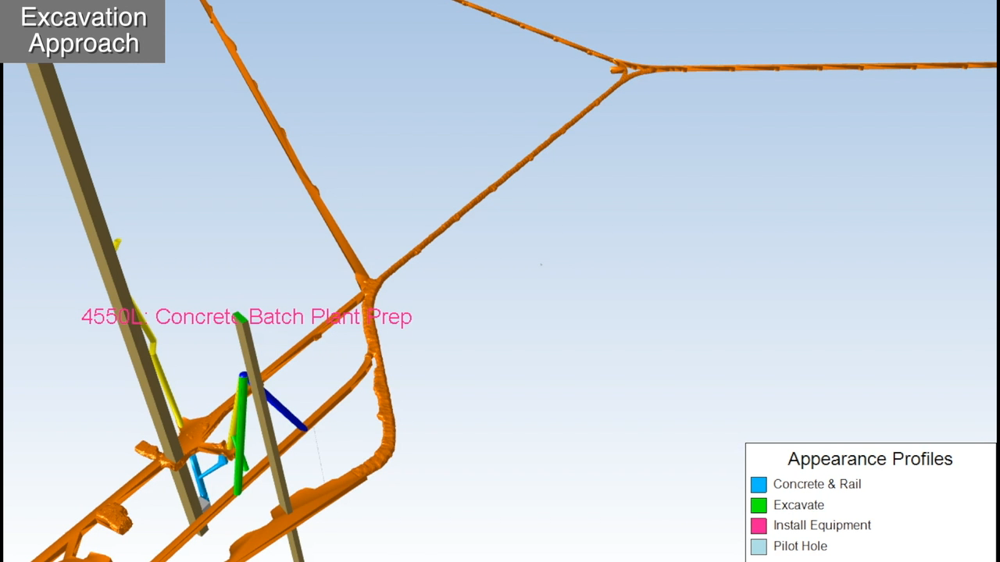 Excavation
Approach
4550L: Concrete Batch Plant Prep
Appearance Profiles
Concrete & Rail
Excavate
Install Equipment
Pilot Hole